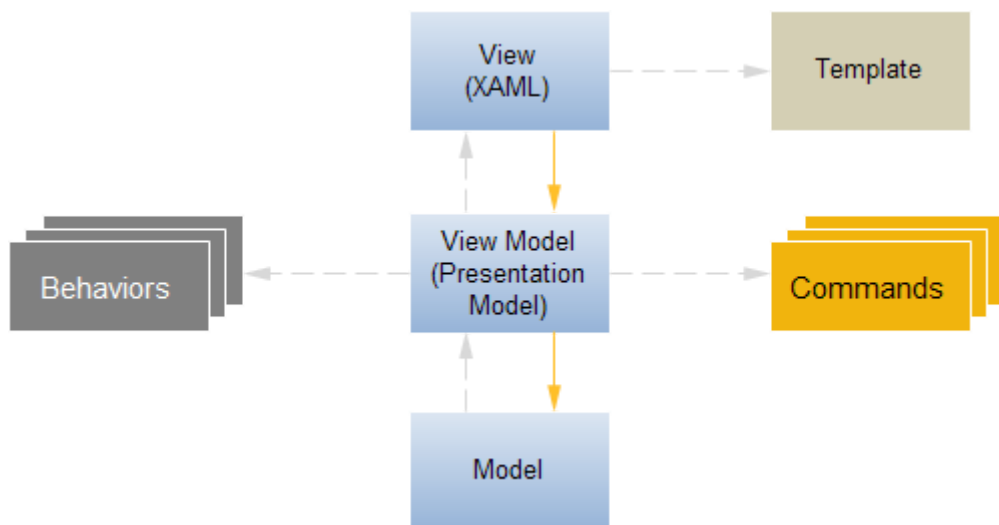 View
(XAML)
Template
Behaviors
View Model
(Presentation
Model)
Commands
Model